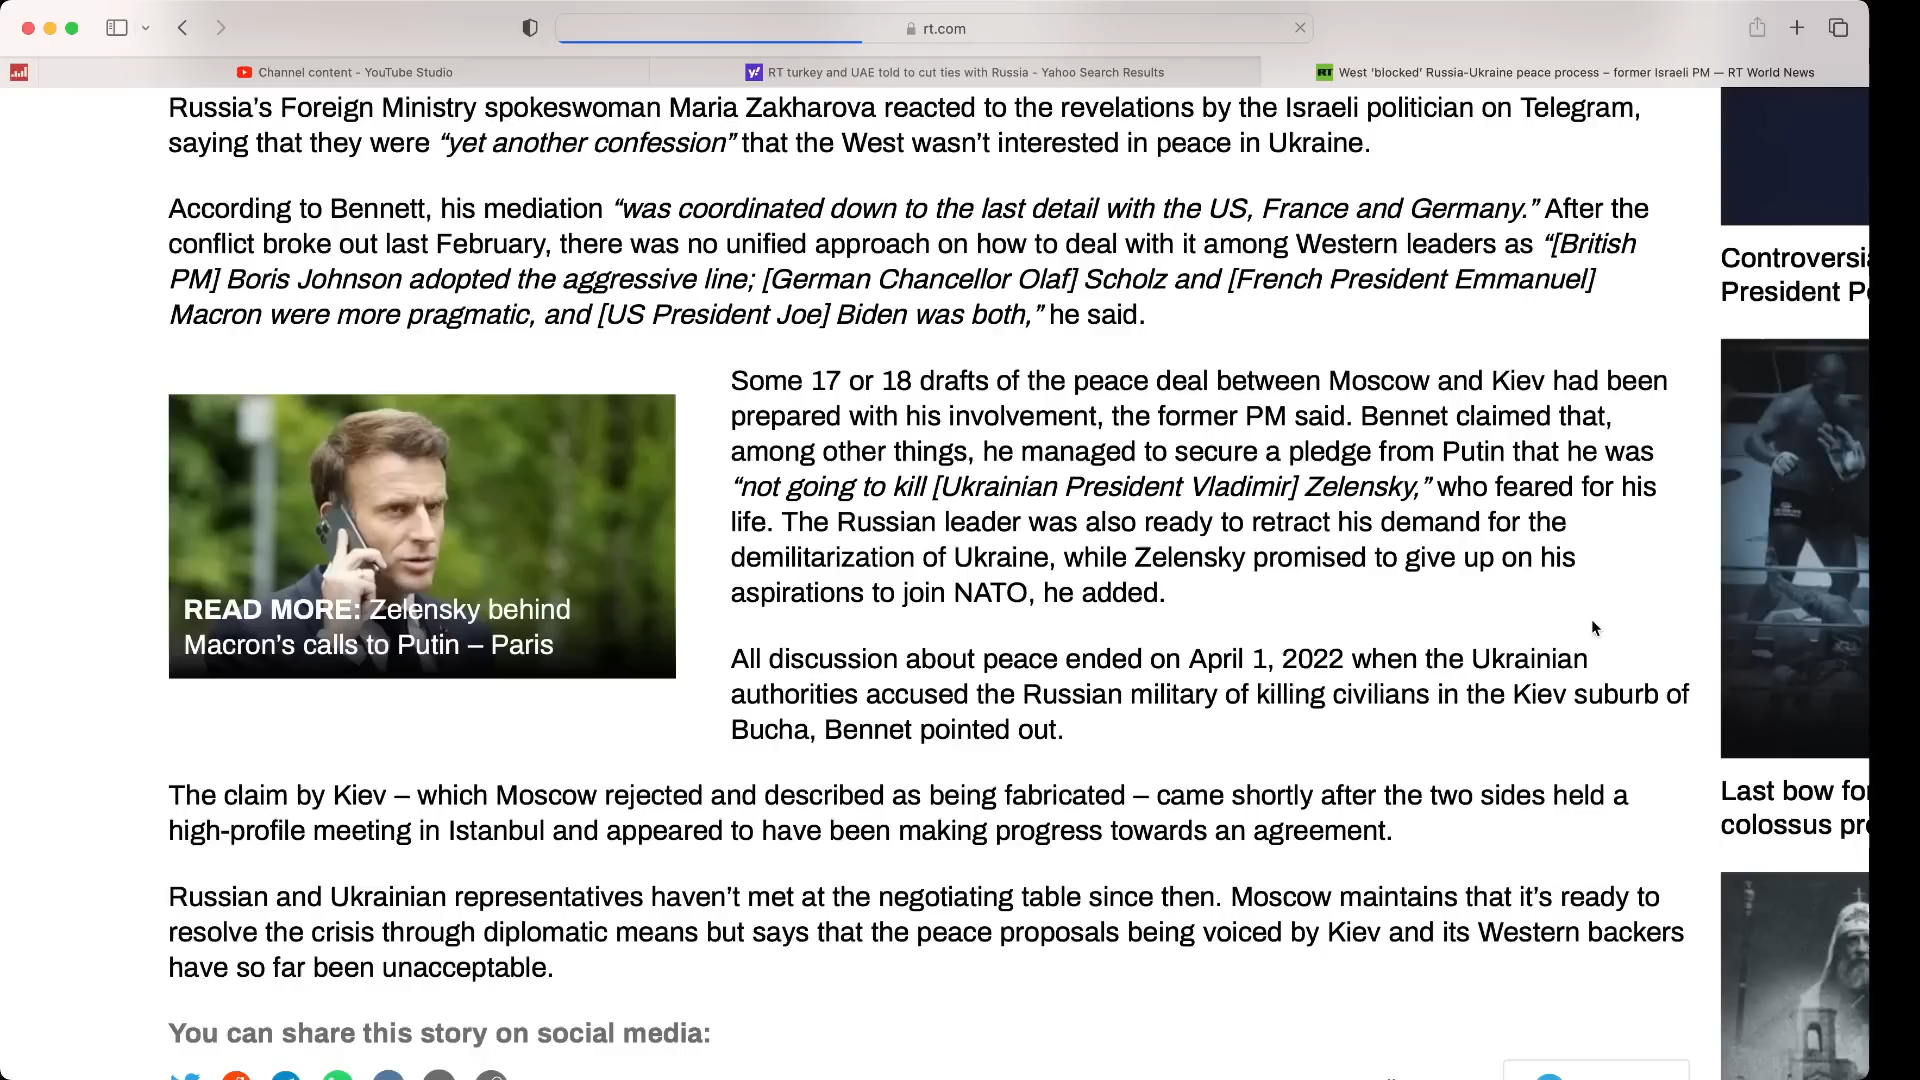 rt.com
Channel content - YouTube Studio
RT turkey and UAE told to cut ties with Russia - Yahoo Search Results
RT West 'blocked' Russia-Ukraine peace process – former Israeli PM — RT World News
Russia’s Foreign Ministry spokeswoman Maria Zakharova reacted to the revelations by the Israeli politician on Telegram,
saying that they were “yet another confession” that the West wasn’t interested in peace in Ukraine.
According to Bennett, his mediation “was coordinated down to the last detail with the US, France and Germany.” After the
conflict broke out last February, there was no unified approach on how to deal with it among Western leaders as “[British
PM] Boris Johnson adopted the aggressive line; [German Chancellor Olaf] Scholz and [French President Emmanuel]
Macron were more pragmatic, and [US President Joe] Biden was both,” he said.
READ MORE: Zelensky behind
Macron’s calls to Putin – Paris
Some 17 or 18 drafts of the peace deal between Moscow and Kiev had been
prepared with his involvement, the former PM said. Bennet claimed that,
among other things, he managed to secure a pledge from Putin that he was
“not going to kill [Ukrainian President Vladimir] Zelensky,” who feared for his
life. The Russian leader was also ready to retract his demand for the
demilitarization of Ukraine, while Zelensky promised to give up on his
aspirations to join NATO, he added.
All discussion about peace ended on April 1, 2022 when the Ukrainian
authorities accused the Russian military of killing civilians in the Kiev suburb of
Bucha, Bennet pointed out.
The claim by Kiev – which Moscow rejected and described as being fabricated – came shortly after the two sides held a
high-profile meeting in Istanbul and appeared to have been making progress towards an agreement.
Russian and Ukrainian representatives haven’t met at the negotiating table since then. Moscow maintains that it’s ready to
resolve the crisis through diplomatic means but says that the peace proposals being voiced by Kiev and its Western backers
have so far been unacceptable.
You can share this story on social media:
Controversia
President P
Last bow for
colossus pr